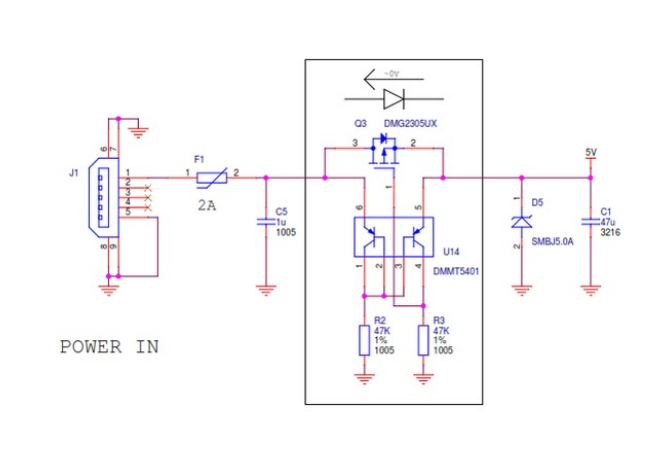 ~0V
Q3 DMG2305UX
3 2
1
J1
6 7
1
2
3
4
5
8 9
F1
1 2
2A
C5
1u
1005
6 5
U14
DMMT5401
1 2 3 4
R2
47K
1%
1005
R3
47K
1%
1005
5V
1
D5
2
SMBJ5.0A
C1
47u
3216
POWER IN